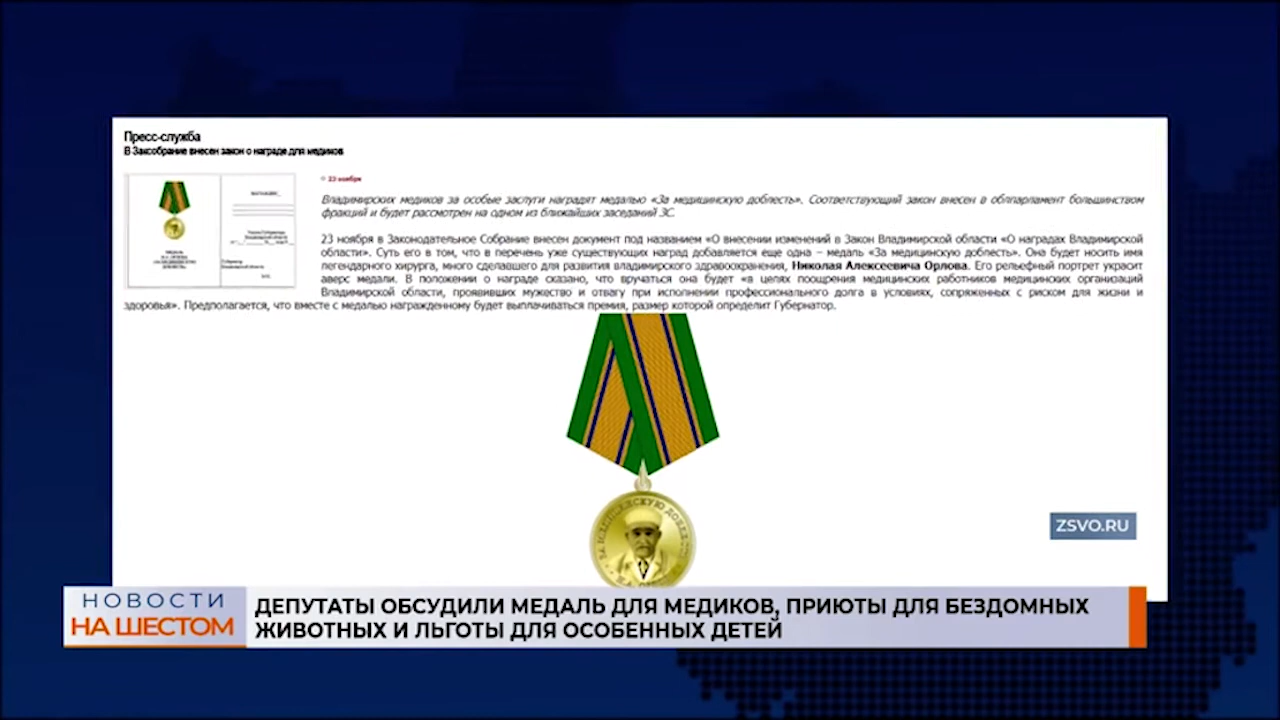 Пресс-служба
В Заксобрание внесен закон о награде для медиков
23 ноября
Владимирских медиков за особые заслуги наградят медалью «За медицинскую доблесть». Соответствующий закон внесен в облпарламент большинством
фракций и будет рассмотрен на одном из ближайших заседаний ЗС.
23 ноября в Законодательное Собрание внесен документ под названием «О внесении изменений в Закон Владимирской области «О наградах Владимирской
области». Суть его в том, что в перечень уже существующих наград добавляется еще одна – медаль «За медицинскую доблесть». Она будет носить имя
легендарного хирурга, много сделавшего для развития владимирского здравоохранения, Николая Алексеевича Орлова. Его рельефный портрет украсит
аверс медали. В положении о награде сказано, что вручаться она будет «в целях поощрения медицинских работников медицинских организаций
Владимирской области, проявивших мужество и отвагу при исполнении профессионального долга в условиях, сопряженных с риском для жизни и
здоровья». Предполагается, что вместе с медалью награжденному будет выплачиваться премия, размер которой определит Губернатор.
ЗА МЕДИЦИНСКУЮ ДОБЛЕСТЬ
ZSVO.RU
НОВОСТИ
НА ШЕСТОМ
ДЕПУТАТЫ ОБСУДИЛИ МЕДАЛЬ ДЛЯ МЕДИКОВ, ПРИЮТЫ ДЛЯ БЕЗДОМНЫХ
ЖИВОТНЫХ И ЛЬГОТЫ ДЛЯ ОСОБЕННЫХ ДЕТЕЙ